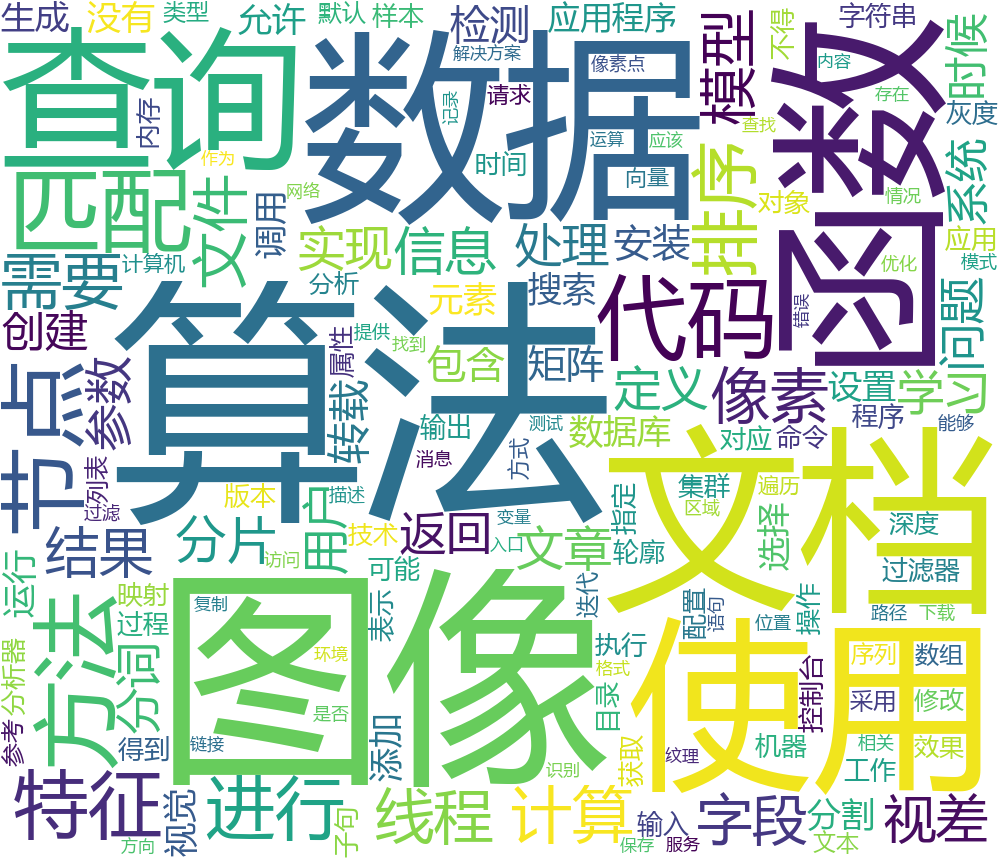 生成
没有
类型
允许
默认
样本
检测
应用程序
字符串
不得
时候
查询
数据
解决方案
像素点
模型
函数
内容
存在
内存
记录
请求
查找
灰度
运算
应该
作为
时间
向量
网络
匹配
文件
调用
排序
对象
情况
系统
实现
信息
处理
安装
应用
需要
计算机
分析
搜索
优化
模式
元素
代码
错误
创建
属性
提供
找到
算法
问题
包含
矩阵
节点
参数
转载
定义
像素
设置
学习
输出
测试
数据库
对应
命令
程序
能够
消息
方式
文档
列表
过滤
版本
描述
集群
区域
遍历
结果
分片
用户
技术
返回
变量
入口
文章
指定
轮廓
选择
深度
访问
可能
过滤器
运行
映射
过程
复制
图像
表示
迭代
配置
语句
位置
操作
路径
下载
使用
方法
分词
环境
执行
格式
序列
数组
分析器
是否
目录
控制台
采用
修改
参考
得到
链接
添加
识别
获取
纹理
机器
相关
效果
工作
特征
视觉
进行
子句
线程
计算
输入
字段
分割
视差
方向
保存
服务
文本